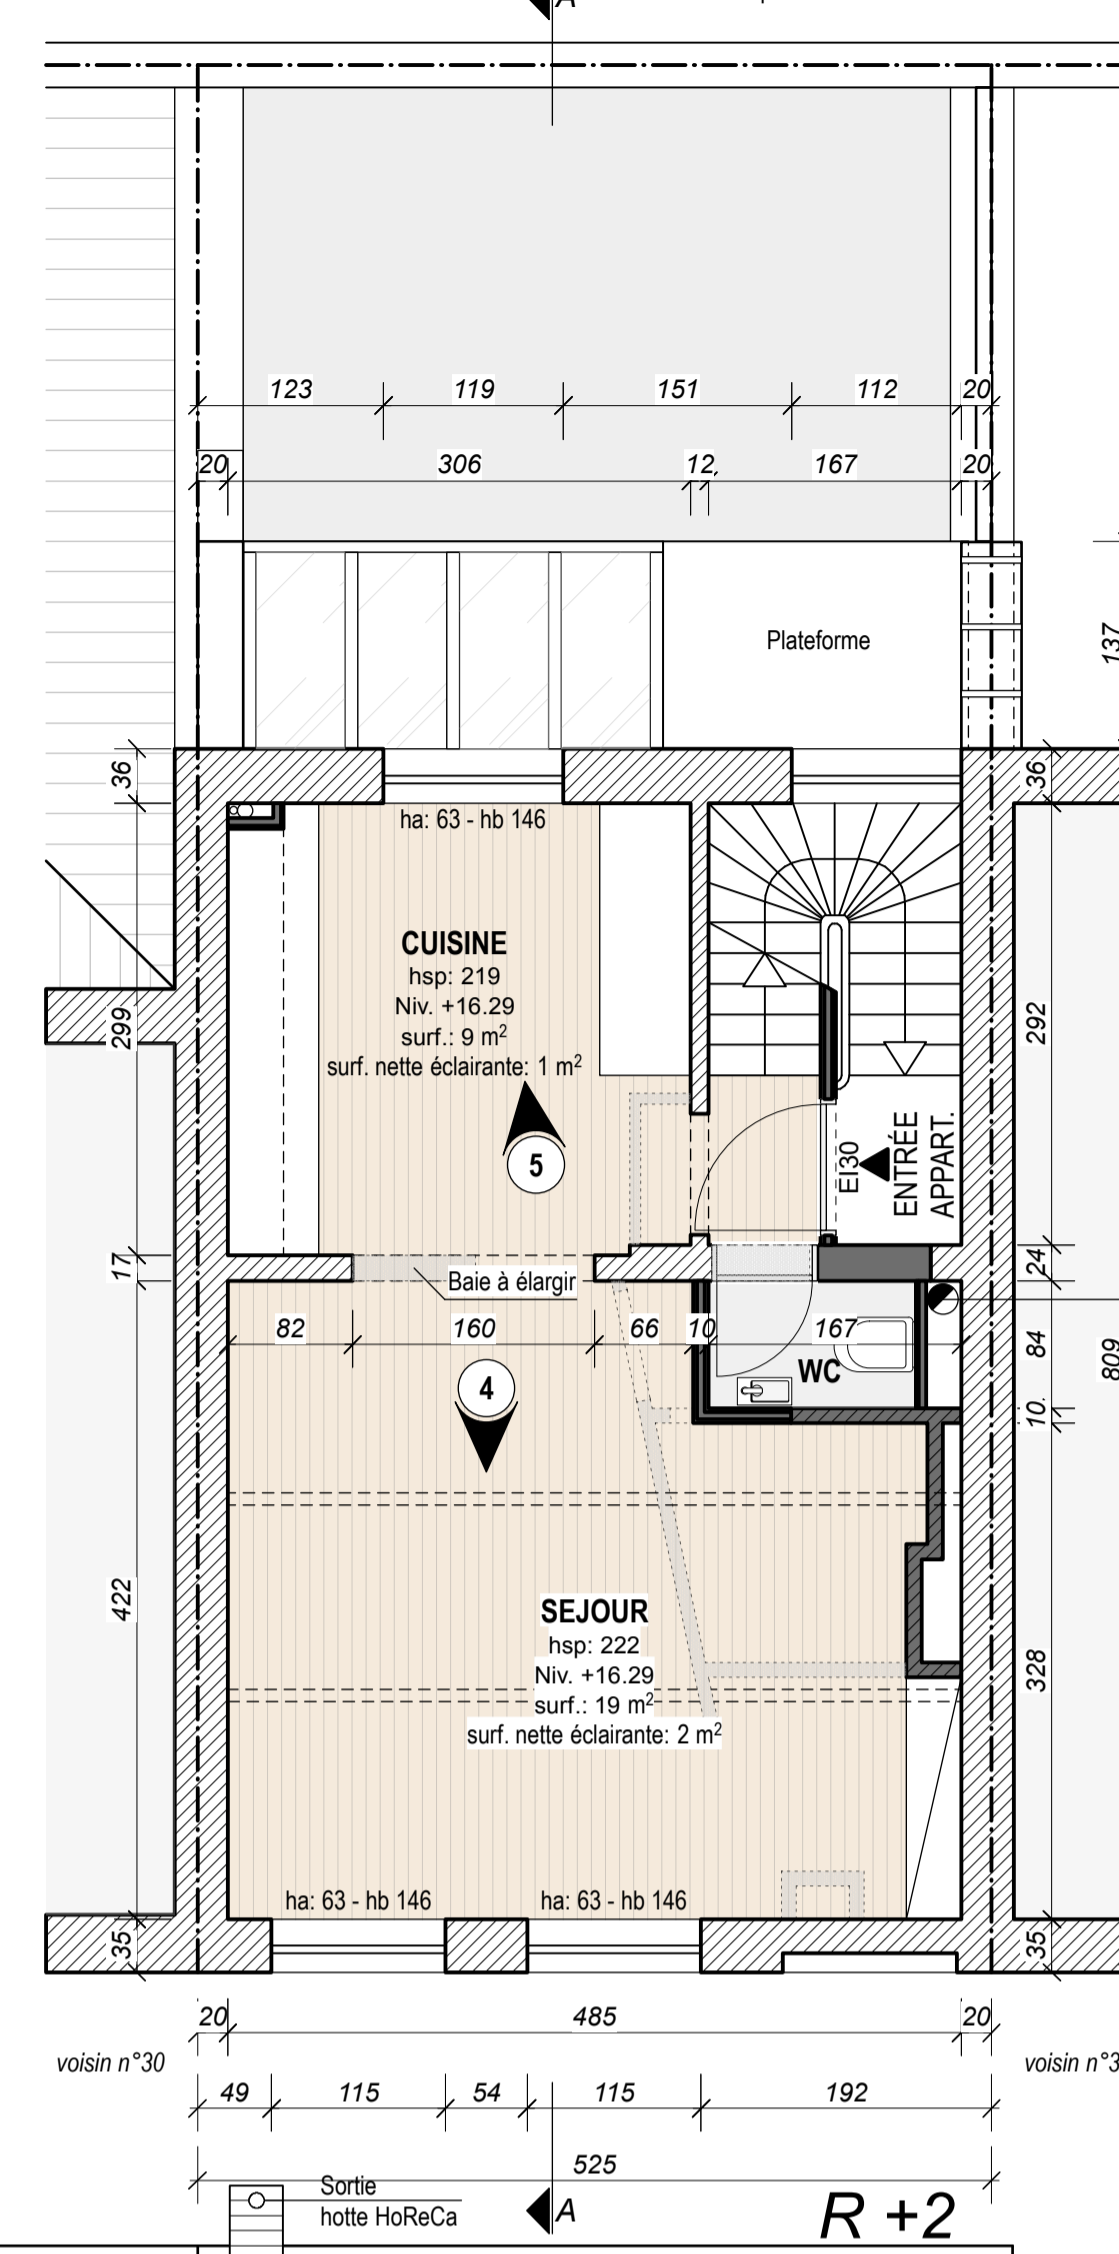 A
123
119
151
112
20
20
306
12
167
20
Plateforme
137
36
36
ha: 63 - hb 146
CUISINE
hsp: 219
Niv. +16.29
surf.: 9 m²
surf. nette éclairante: 1 m²
299
292
5
EI30
ENTRÉE
APPART.
17
Baie à élargir
24
82
160
66
10
167
84
809
WC
4
10
422
SEJOUR
hsp: 222
Niv. +16.29
surf.: 19 m²
surf. nette éclairante: 2 m²
328
ha: 63 - hb 146
ha: 63 - hb 146
35
35
20
485
20
voisin n°30
voisin n°3
49
115
54
115
192
525
Sortie
hotte HoReCa
A
R +2